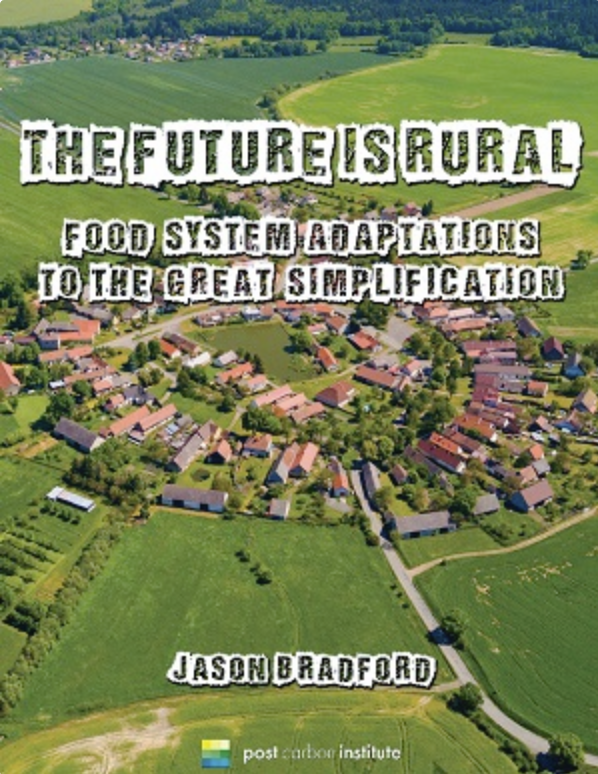 THE FUTURE IS RURAL
FOOD SYSTEM ADAPTATIONS
TO THE GREAT SIMPLIFICATION
JASON BRADFORD
post carbon institute